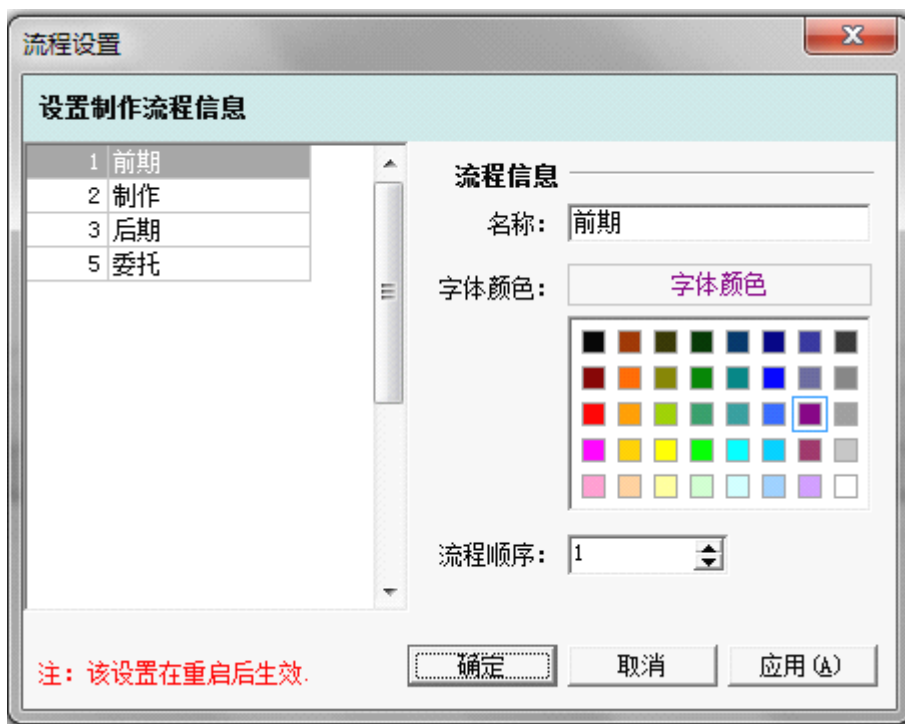 流程设置
设置制作流程信息
1 前期
2 制作
3 后期
5 委托
流程信息
名称: 前期
字体颜色: 字体颜色
流程顺序: 1
注: 该设置在重启后生效.
确定 取消 应用(A)